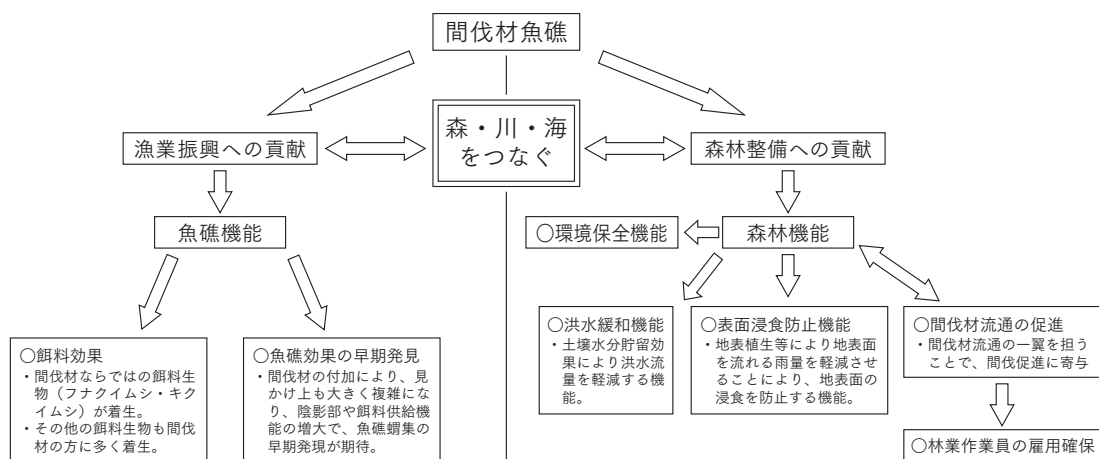 間伐材魚礁
森・川・海
をつなぐ
漁業振興への貢献
森林整備への貢献
魚礁機能
〇環境保全機能
森林機能
〇餌料効果
・間伐材ならではの餌料生
物（フナクイムシ・キク
イムシ）が着生。
・その他の餌料生物も間伐
材の方に多く着生。
〇魚礁効果の早期発見
・間伐材の付加により、見
かけ上も大きく複雑にな
り、陰影部や餌料供給機
能の増大で、魚礁蝟集の
早期発現が期待。
〇洪水緩和機能
・土壌水分貯留効
果により洪水流
量を軽減する機
能。
〇表面浸食防止機能
・地表植生等により地表面
を流れる雨量を軽減させ
ることにより、地表面の
浸食を防止する機能。
〇間伐材流通の促進
・間伐材流通の一翼を担う
ことで、間伐促進に寄与
〇林業作業員の雇用確保